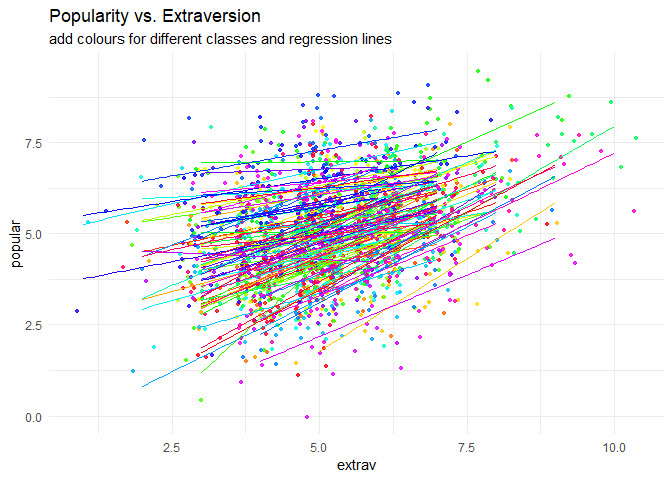 Popularity vs. Extraversion
add colours for different classes and regression lines
7.5
5.0
2.5
0.0
popular
2.5
5.0
7.5
10.0
extrav